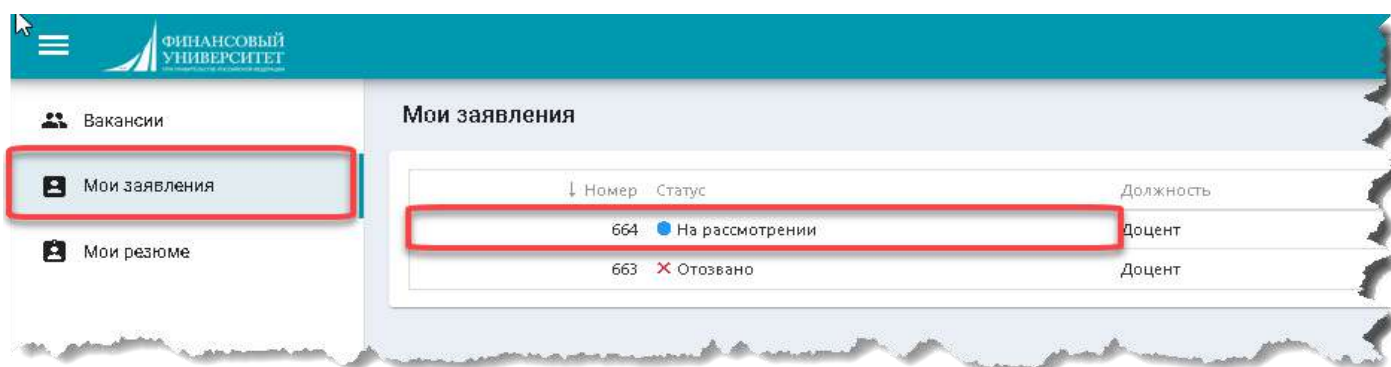 ФИНАНСОВЫЙ
УНИВЕРСИТЕТ
Вакансии
Мои заявления
Мои резюме
Мои заявления
↓ Номер Статус Должность
664 На рассмотрении Доцент
663 Отозвано Доцент